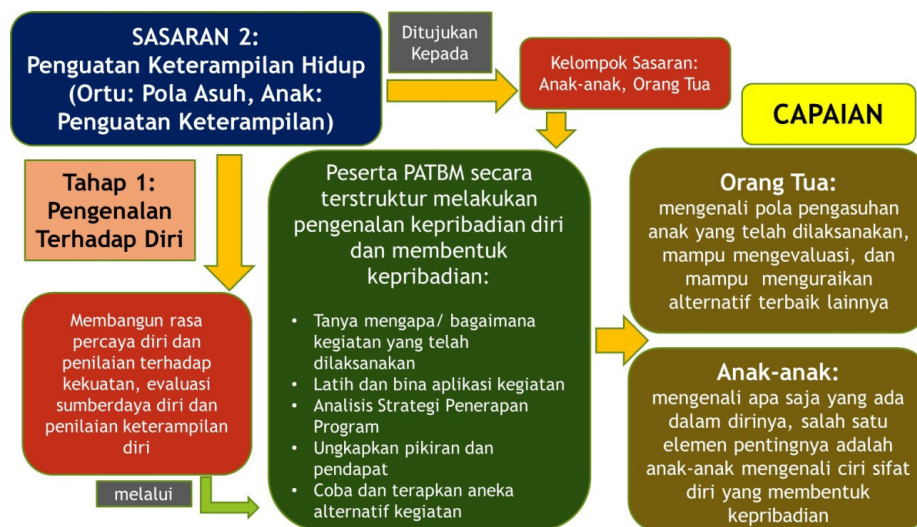 SASARAN 2:
Penguatan Keterampilan Hidup
(Ortu: Pola Asuh, Anak:
Penguatan Keterampilan)
Ditujukan
Kepada
Kelompok Sasaran:
Anak-anak, Orang Tua
CAPAIAN
Tahap 1:
Pengenalan
Terhadap Diri
Membangun rasa
percaya diri dan
penilaian terhadap
kekuatan, evaluasi
sumberdaya diri dan
penilaian keterampilan
diri
melalui
Peserta PATBM secara
terstruktur melakukan
pengenalan kepribadian diri
dan membentuk
kepribadian:
• Tanya mengapa/ bagaimana
kegiatan yang telah
dilaksanakan
• Latih dan bina aplikasi kegiatan
• Analisis Strategi Penerapan
Program
• Ungkapkan pikiran dan
pendapat
• Coba dan terapkan aneka
alternatif kegiatan
Orang Tua:
mengenali pola pengasuhan
anak yang telah dilaksanakan,
mampu mengevaluasi, dan
mampu menguraikan
alternatif terbaik lainnya
Anak-anak:
mengenali apa saja yang ada
dalam dirinya, salah satu
elemen pentingnya adalah
anak-anak mengenali ciri sifat
diri yang membentuk
kepribadian